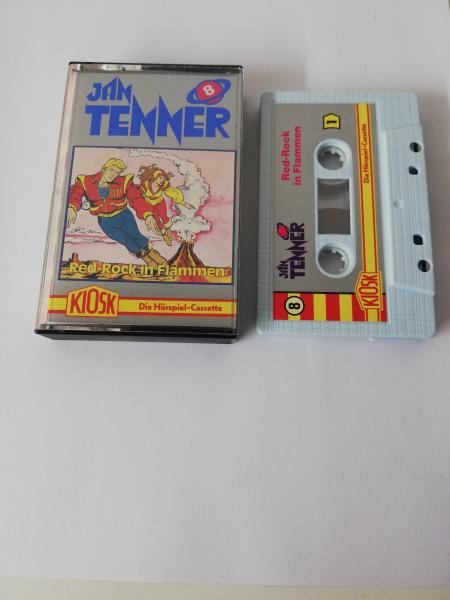 JAN
8
TENNER
Red-Rock in Flammen
KIOSK
Die Hörspiel-Cassette
8
JAN
TENNER
Red-Rock
in Flammen
1
KIOSK
Die Hörspiel-Cassette